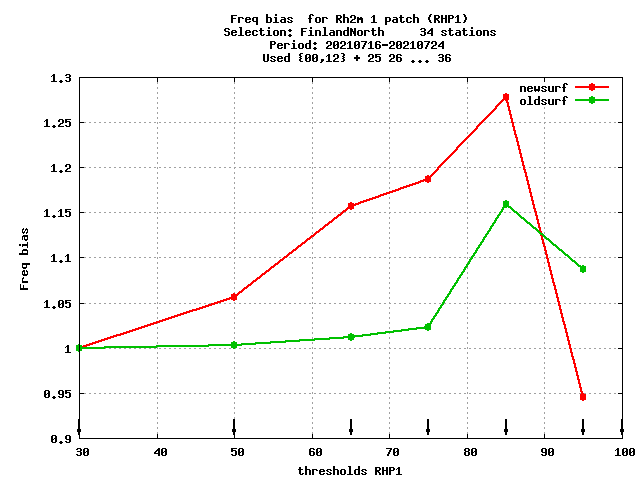 Freq bias  for Rh2m 1 patch (RHP1)
Selection: FinlandNorth     34 stations
Period: 20210716-20210724
Used {00,12} + 25 26 ... 36
newsurf
oldsurf
1.3
1.25
1.2
1.15
1.1
1.05
1
0.95
0.9
Freq bias
30 40 50 60 70 80 90 100
thresholds RHP1